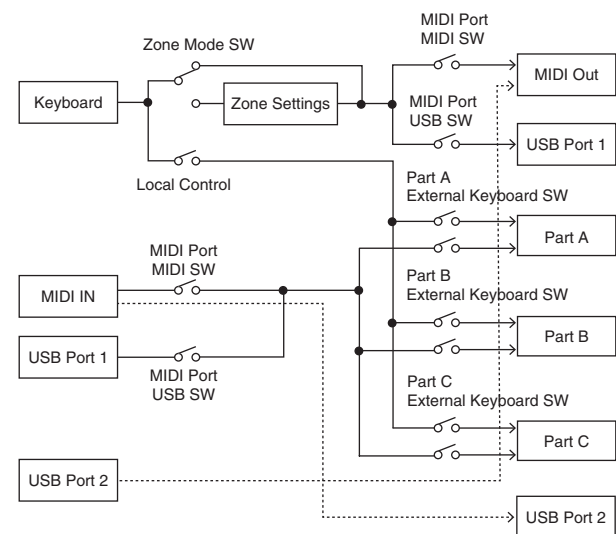 Zone Mode SW
MIDI Port
MIDI SW
Keyboard
Zone Settings
MIDI Out
MIDI Port
USB SW
USB Port 1
Local Control
Part A
External Keyboard SW
Part A
MIDI Port
MIDI SW
MIDI IN
Part B
External Keyboard SW
Part B
USB Port 1
MIDI Port
USB SW
Part C
External Keyboard SW
Part C
USB Port 2
USB Port 2